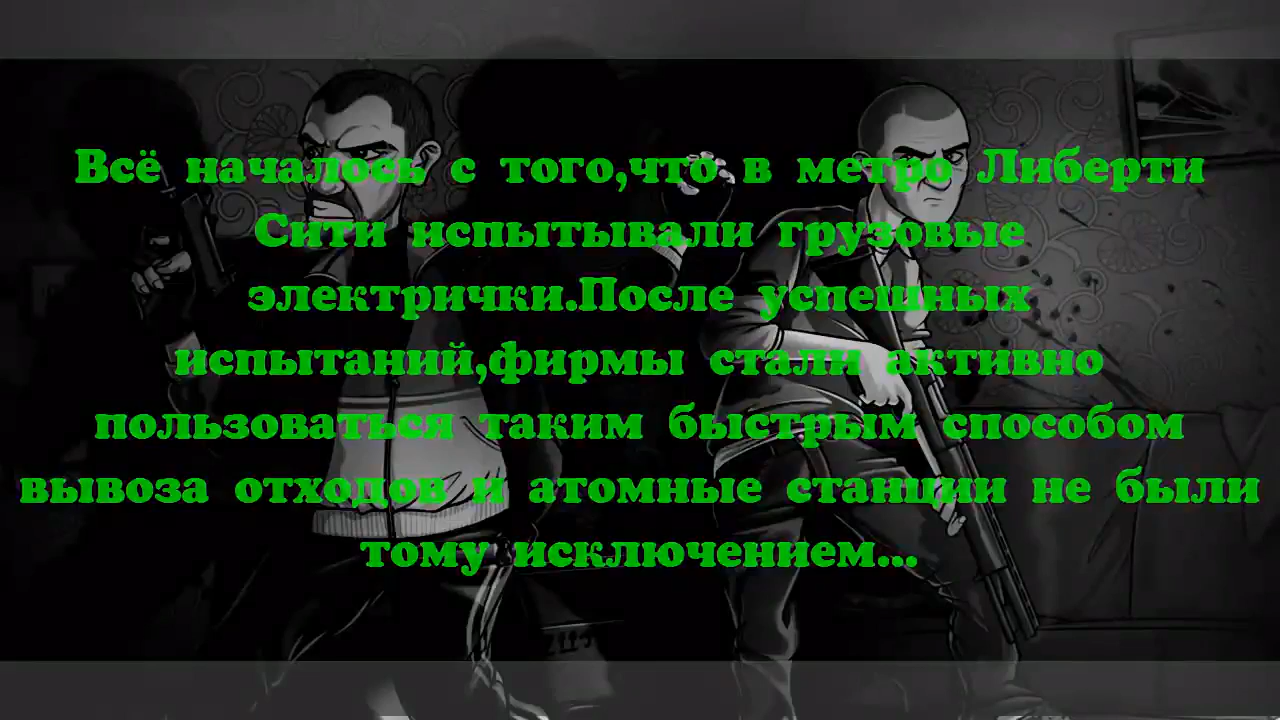 Всё началось с того,что в метро Либерти
Сити испытывали грузовые
электрички.После успешных
испытаний,фирмы стали активно
пользоваться таким быстрым способом
вывоза отходов и атомные станции не были
тому исключением...